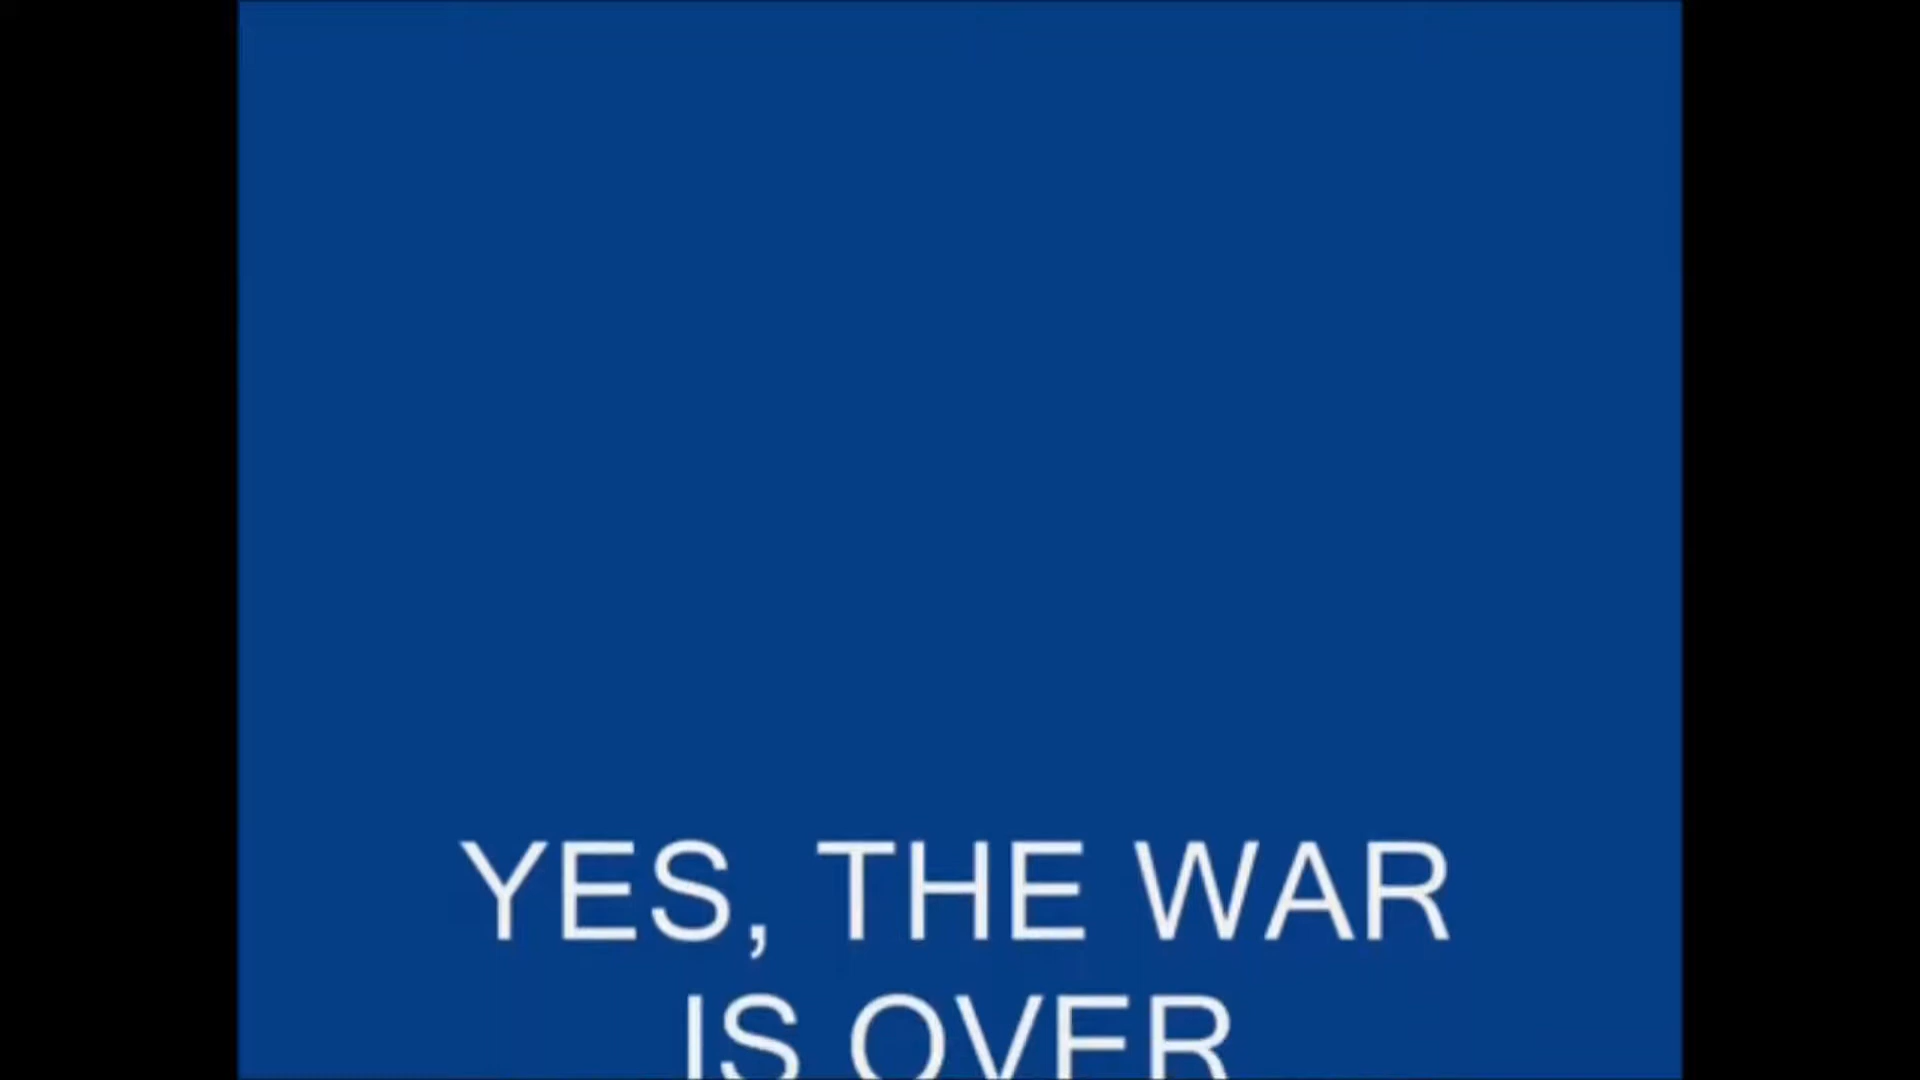 YES, THE WAR
IS OVER